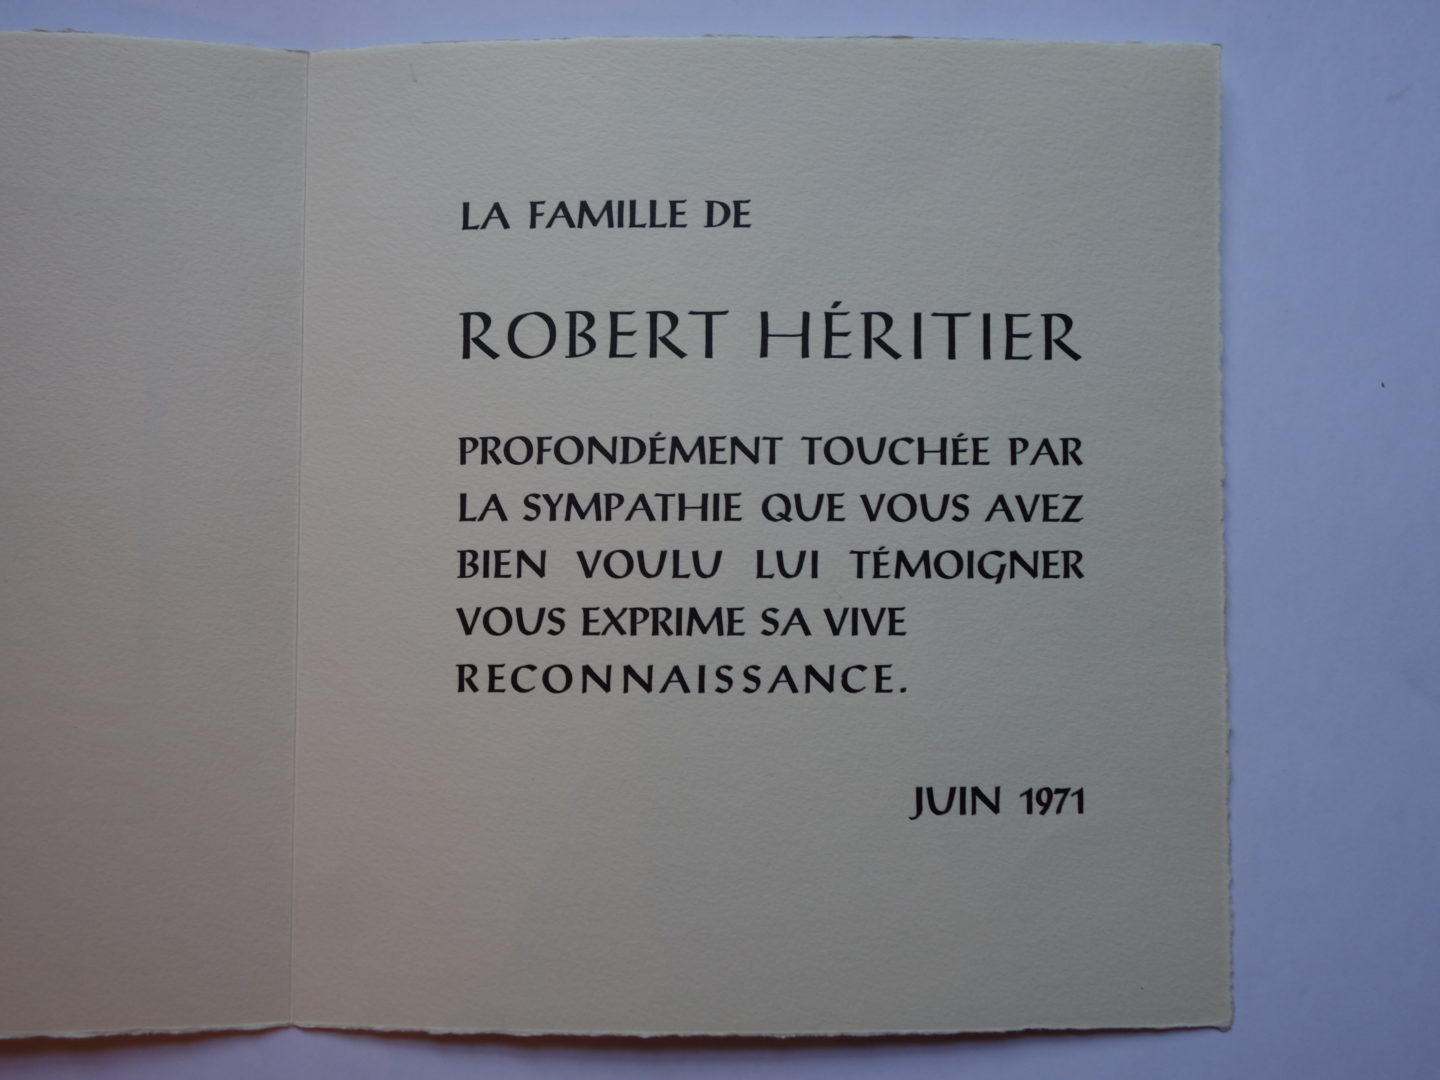 LA FAMILLE DE
ROBERT HÉRITIER
PROFONDÉMENT TOUCHÉE PAR
LA SYMPATHIE QUE VOUS AVEZ
BIEN VOULU LUI TÉMOIGNER
VOUS EXPRIME SA VIVE
RECONNAISSANCE.
JUIN 1971